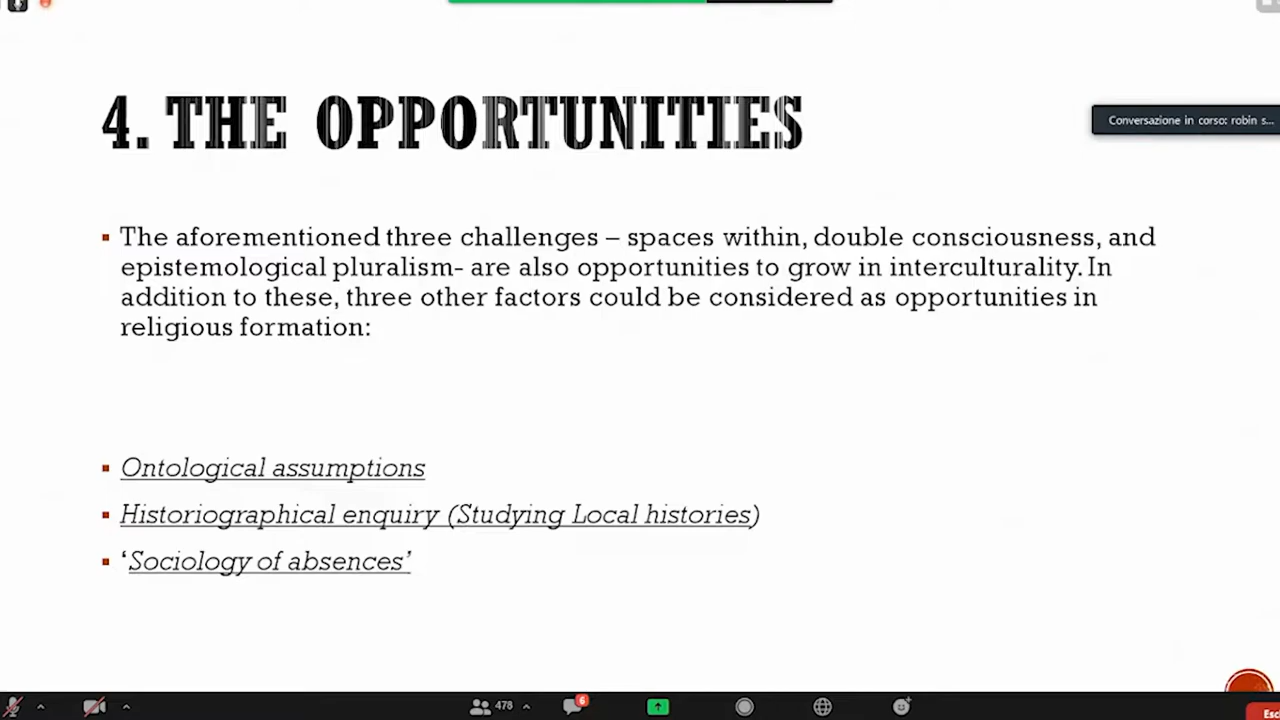 4. THE OPPORTUNITIES
Conversazione in corso: robin s...
▪ The aforementioned three challenges – spaces within, double consciousness, and
epistemological pluralism- are also opportunities to grow in interculturality. In
addition to these, three other factors could be considered as opportunities in
religious formation:
▪ Ontological assumptions
▪ Historiographical enquiry (Studying Local histories)
▪ ‘Sociology of absences’
478
6
Esc